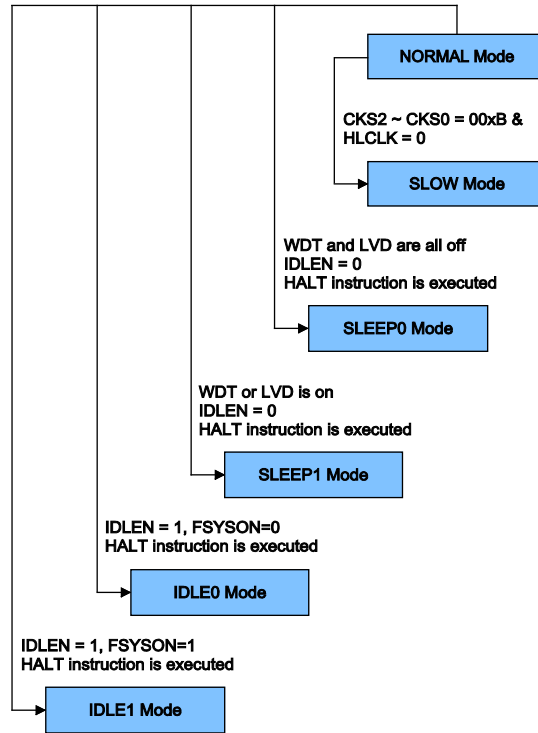 NORMAL Mode
CKS2 ~ CKS0 = 00xB &
HLCLK = 0
SLOW Mode
WDT and LVD are all off
IDLEN = 0
HALT instruction is executed
SLEEP0 Mode
WDT or LVD is on
IDLEN = 0
HALT instruction is executed
SLEEP1 Mode
IDLEN = 1, FSYSON=0
HALT instruction is executed
IDLE0 Mode
IDLEN = 1, FSYSON=1
HALT instruction is executed
IDLE1 Mode